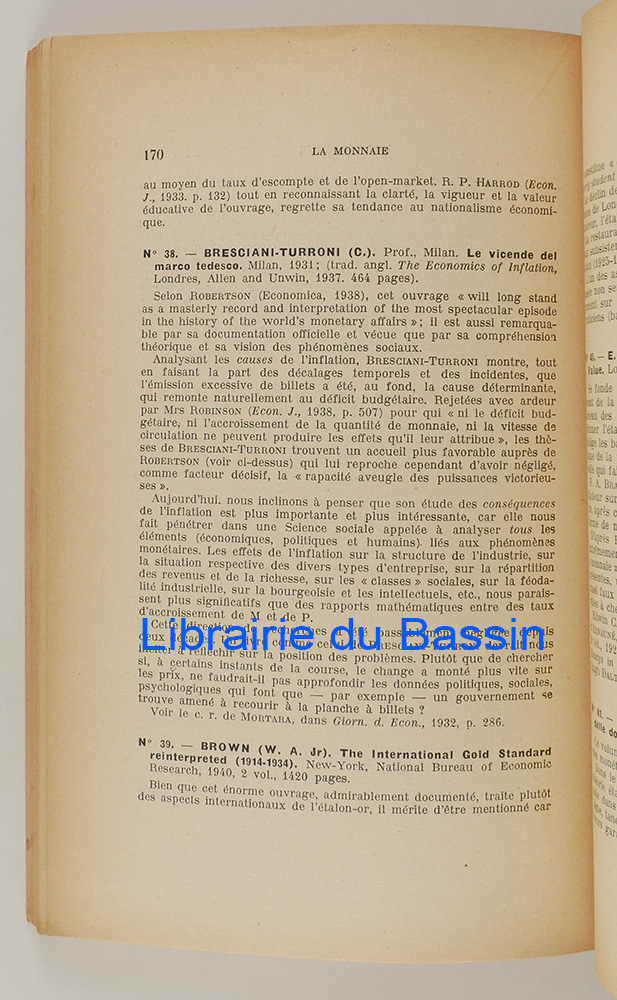 170
LA MONNAIE
au moyen du taux d'escompte et de l'open-market. R. P. HARROD (Econ.
J., 1933. p. 132) tout en reconnaissant la clarté, la vigueur et la valeur
éducative de l'ouvrage, regrette sa tendance au nationalisme économi-
que.
N° 38. — BRESCIANI-TURRONI (C.). Prof., Milan. Le vicende del
marco tedesco. Milan, 1931; (trad. angl. The Economics of Inflation,
Londres, Allen and Unwin, 1937. 464 pages).
Selon ROBERTSON (Economica, 1938), cet ouvrage « will long stand
as a masterly record and interpretation of the most spectacular episode
in the history of the world's monetary affairs »; il est aussi remarqua-
ble par sa documentation officielle et vécue que par sa compréhension
théorique et sa vision des phénomènes sociaux.
Analysant les causes de l'inflation, BRESCIANI-TURRONI montre, tout
en faisant la part des décalages temporels et des incidentes, que
l'émission excessive de billets a été, au fond, la cause déterminante,
qui remonte naturellement au déficit budgétaire. Rejetées avec ardeur
par Mrs ROBINSON (Econ. J., 1938, p. 507) pour qui « ni le déficit bud-
gétaire, ni l'accroissement de la quantité de monnaie, ni la vitesse de
circulation ne peuvent produire les effets qu'il leur attribue », les thè-
ses de BRESCIANI-TURRONI trouvent un accueil plus favorable auprès de
ROBERTSON (voir ci-dessus) qui lui reproche cependant d'avoir négligé,
comme facteur décisif, la « rapacité aveugle des puissances victorieu-
ses ».
Aujourd'hui, nous inclinons à penser que son étude des conséquences
de l'inflation est plus importante et plus intéressante, car elle nous
fait pénétrer dans une Science sociale appelée à analyser tous les
éléments (économiques, politiques et humains) liés aux phénomènes
monétaires. Les effets de l'inflation sur la structure de l'industrie, sur
la situation respective des divers types d'entreprise, sur la répartition
des revenus et de la richesse, sur les « classes » sociales, sur la féoda-
lité industrielle, sur la bourgeoisie et les intellectuels, etc., nous parais-
sent plus significatifs que des rapports mathématiques entre des taux
d'accroissement de M et de P.
Cette direction de recherches a été passablement négligée depuis
Librairie du Bassin
inciter à réfléchir sur la position des problèmes. Plutôt que de chercher
si, à certains instants de la course, le change a monté plus vite sur
les prix, ne faudrait-il pas approfondir les données politiques, sociales,
psychologiques qui font que — par exemple — un gouvernement se
trouve amené à recourir à la planche à billets ?
Voir le c. r. de MORTARA, dans Giorn. d. Econ., 1932, p. 286.
N° 39. — BROWN (W. A. Jr). The International Gold Standard
reinterpreted (1914-1934). New-York, National Bureau of Economic
Research, 1940, 2 vol., 1420 pages.
Bien que cet énorme ouvrage, admirablement documenté, traite plutôt
des aspects internationaux de l'étalon-or, il mérite d'être mentionné car